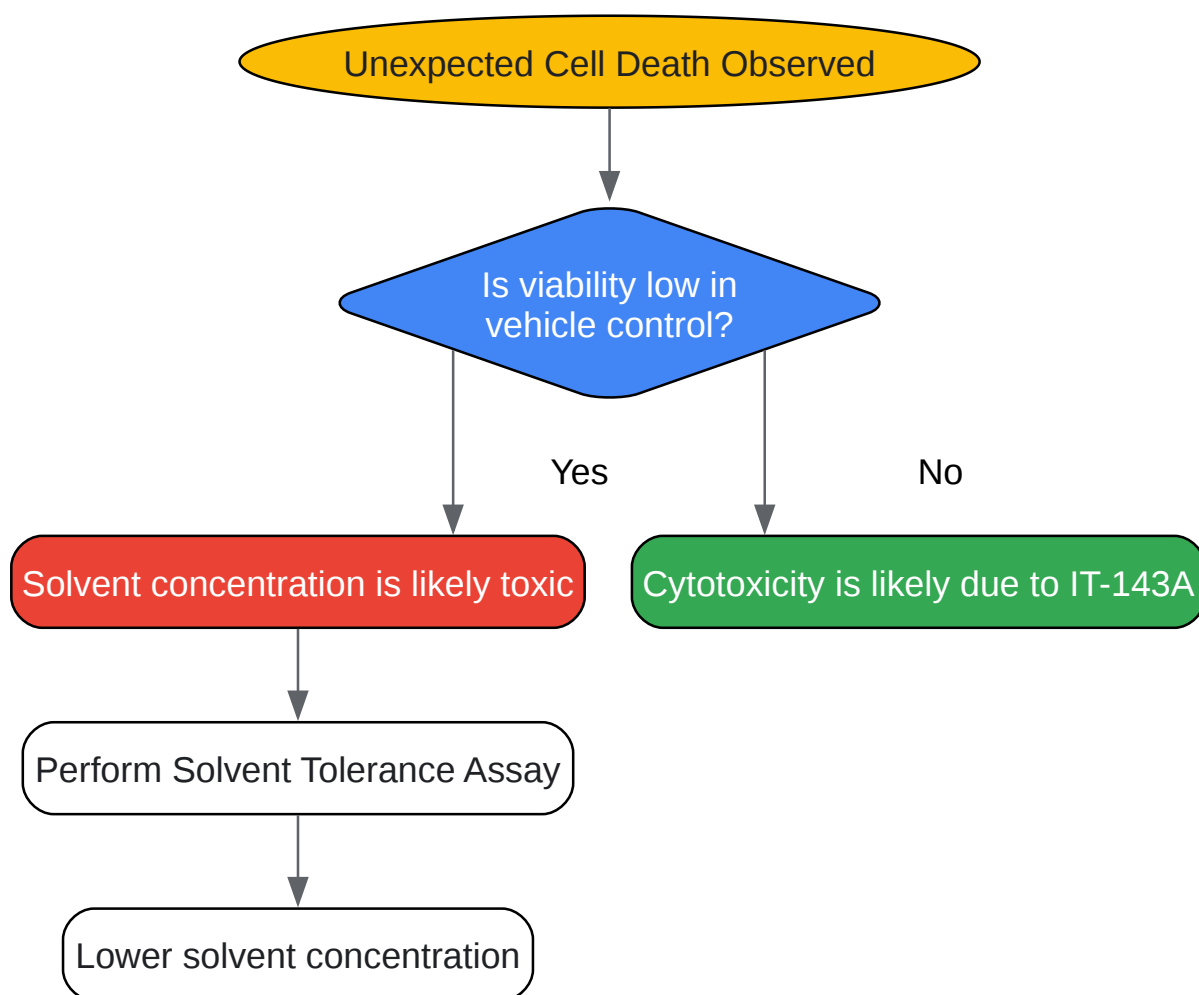 Unexpected Cell Death Observed
Is viability low in
vehicle control?
Yes
No
Solvent concentration is likely toxic
Cytotoxicity is likely due to IT-143A
Perform Solvent Tolerance Assay
Lower solvent concentration